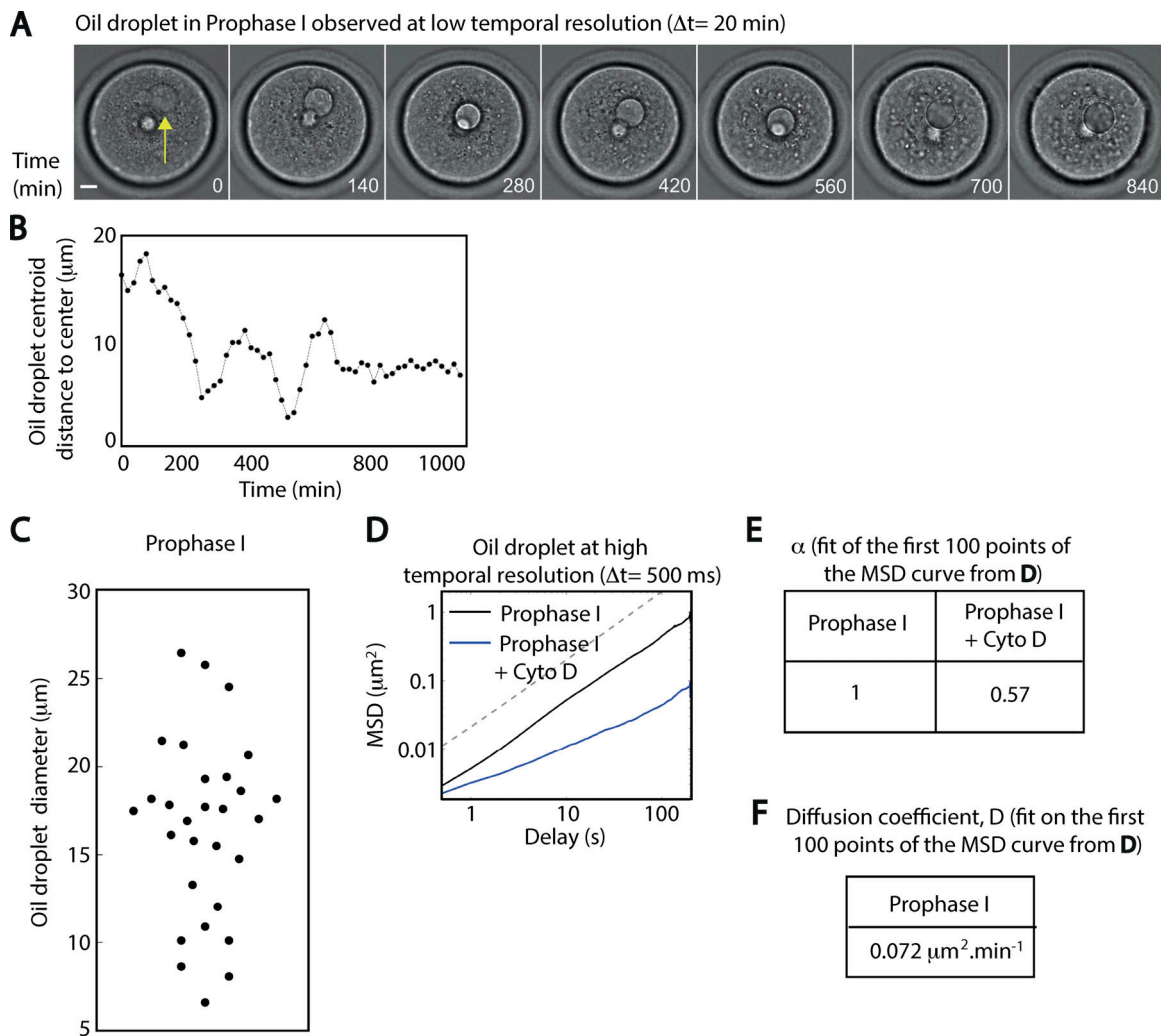 A Oil droplet in Prophase I observed at low temporal resolution (Δt= 20 min)
Time
(min)
0 140 280 420 560 700 840
B
Oil droplet centroid
distance to center (μm)
20
10
0
0 200 400 800 1000
Time (min)
C
Prophase I
Oil droplet diameter (μm)
30
25
20
15
10
5
D
Oil droplet at high
temporal resolution (Δt= 500 ms)
MSD (μm²)
1
0.1
0.01
Prophase I
Prophase I
+ Cyto D
1 10 100
Delay (s)
E
α (fit of the first 100 points of
the MSD curve from D)
Prophase I
Prophase I
+ Cyto D
1 0.57
F Diffusion coefficient, D (fit on the first
100 points of the MSD curve from D)
Prophase I
0.072 μm².min⁻¹